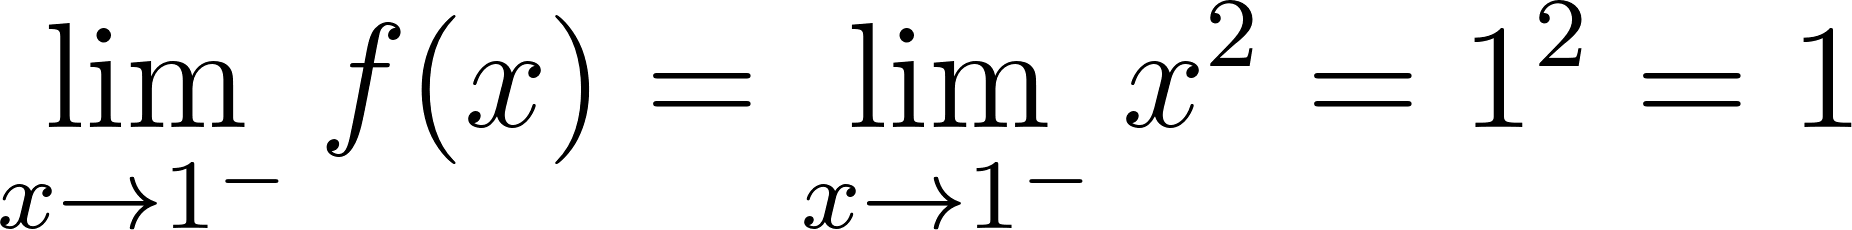 lim_{x→1⁻} f(x) = lim_{x→1⁻} x² = 1² = 1